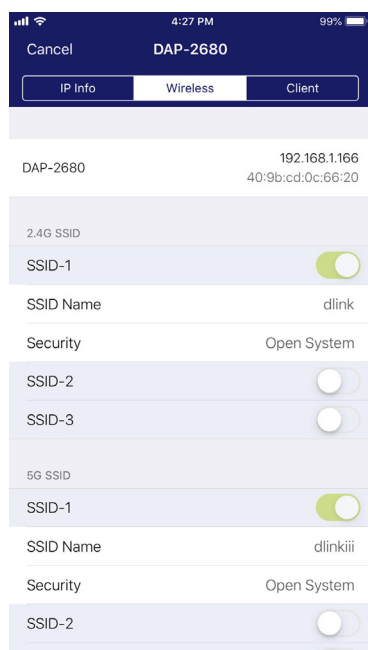 4:27 PM 99%
Cancel DAP-2680
IP Info Wireless Client
DAP-2680 192.168.1.166
40:9b:cd:0c:66:20
2.4G SSID
SSID-1
SSID Name dlink
Security Open System
SSID-2
SSID-3
5G SSID
SSID-1
SSID Name dlinkiii
Security Open System
SSID-2